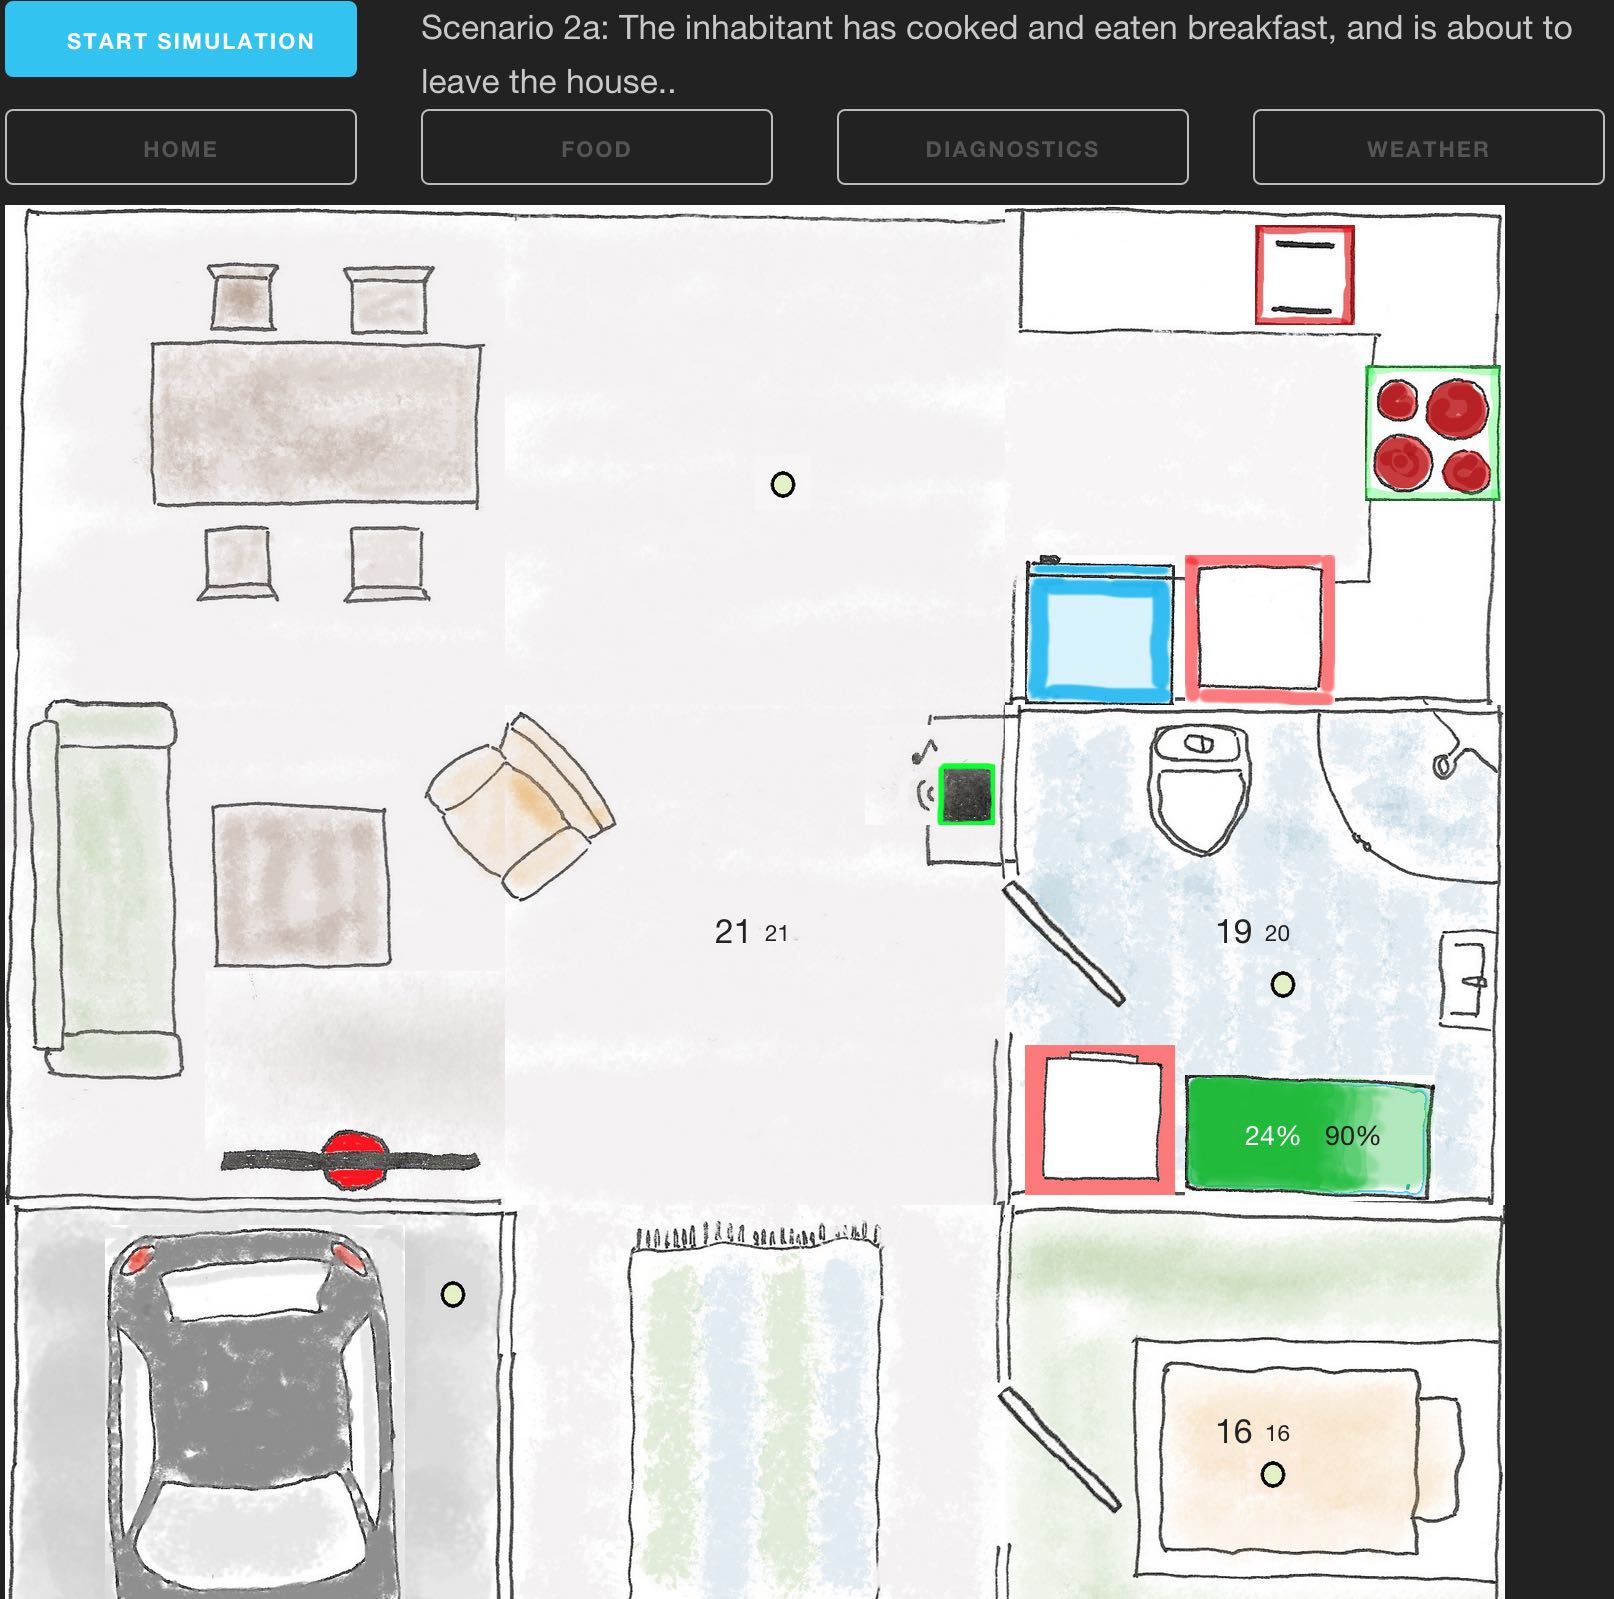 START SIMULATION
Scenario 2a: The inhabitant has cooked and eaten breakfast, and is about to
leave the house..
HOME
FOOD
DIAGNOSTICS
WEATHER
21 21
19 20
24% 90%
16 16